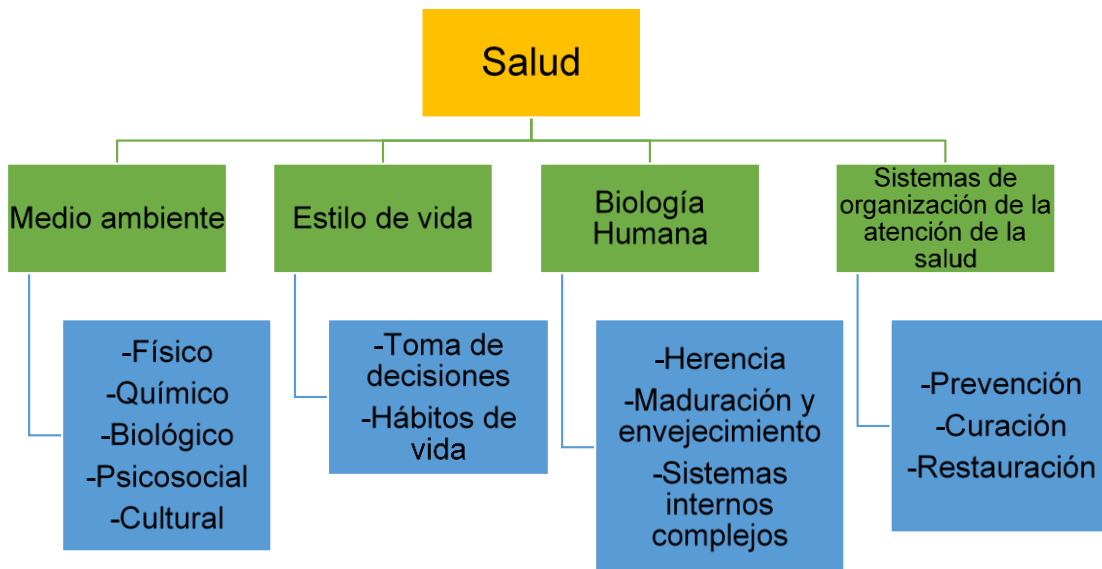 Salud
Medio ambiente
Estilo de vida
Biología
Humana
Sistemas de
organización de la
atención de la
salud
-Físico
-Químico
-Biológico
-Psicosocial
-Cultural
-Toma de
decisiones
-Hábitos de
vida
-Herencia
-Maduración y
envejecimiento
-Sistemas
internos
complejos
-Prevención
-Curación
-Restauración